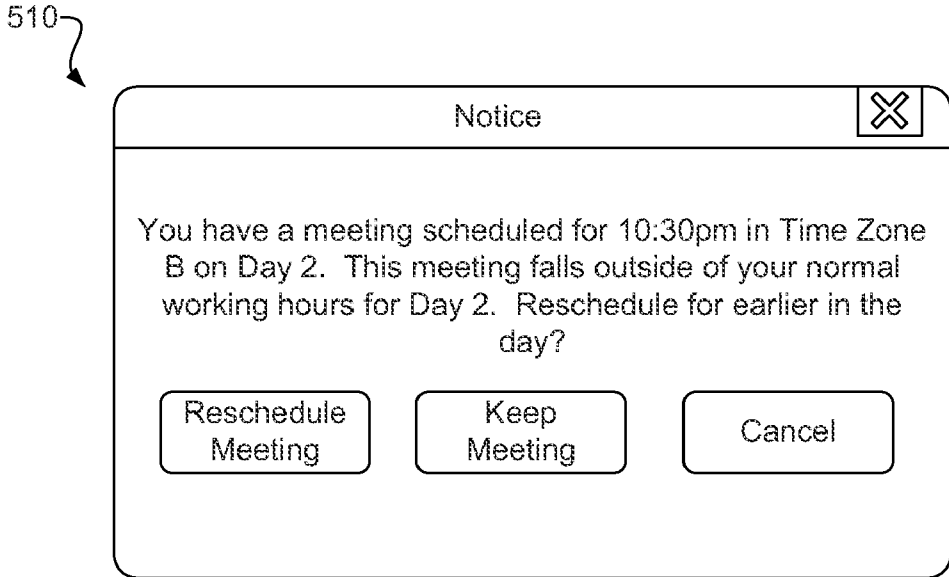 510
Notice
You have a meeting scheduled for 10:30pm in Time Zone
B on Day 2.  This meeting falls outside of your normal
working hours for Day 2.  Reschedule for earlier in the
day?
Reschedule
Meeting
Keep
Meeting
Cancel